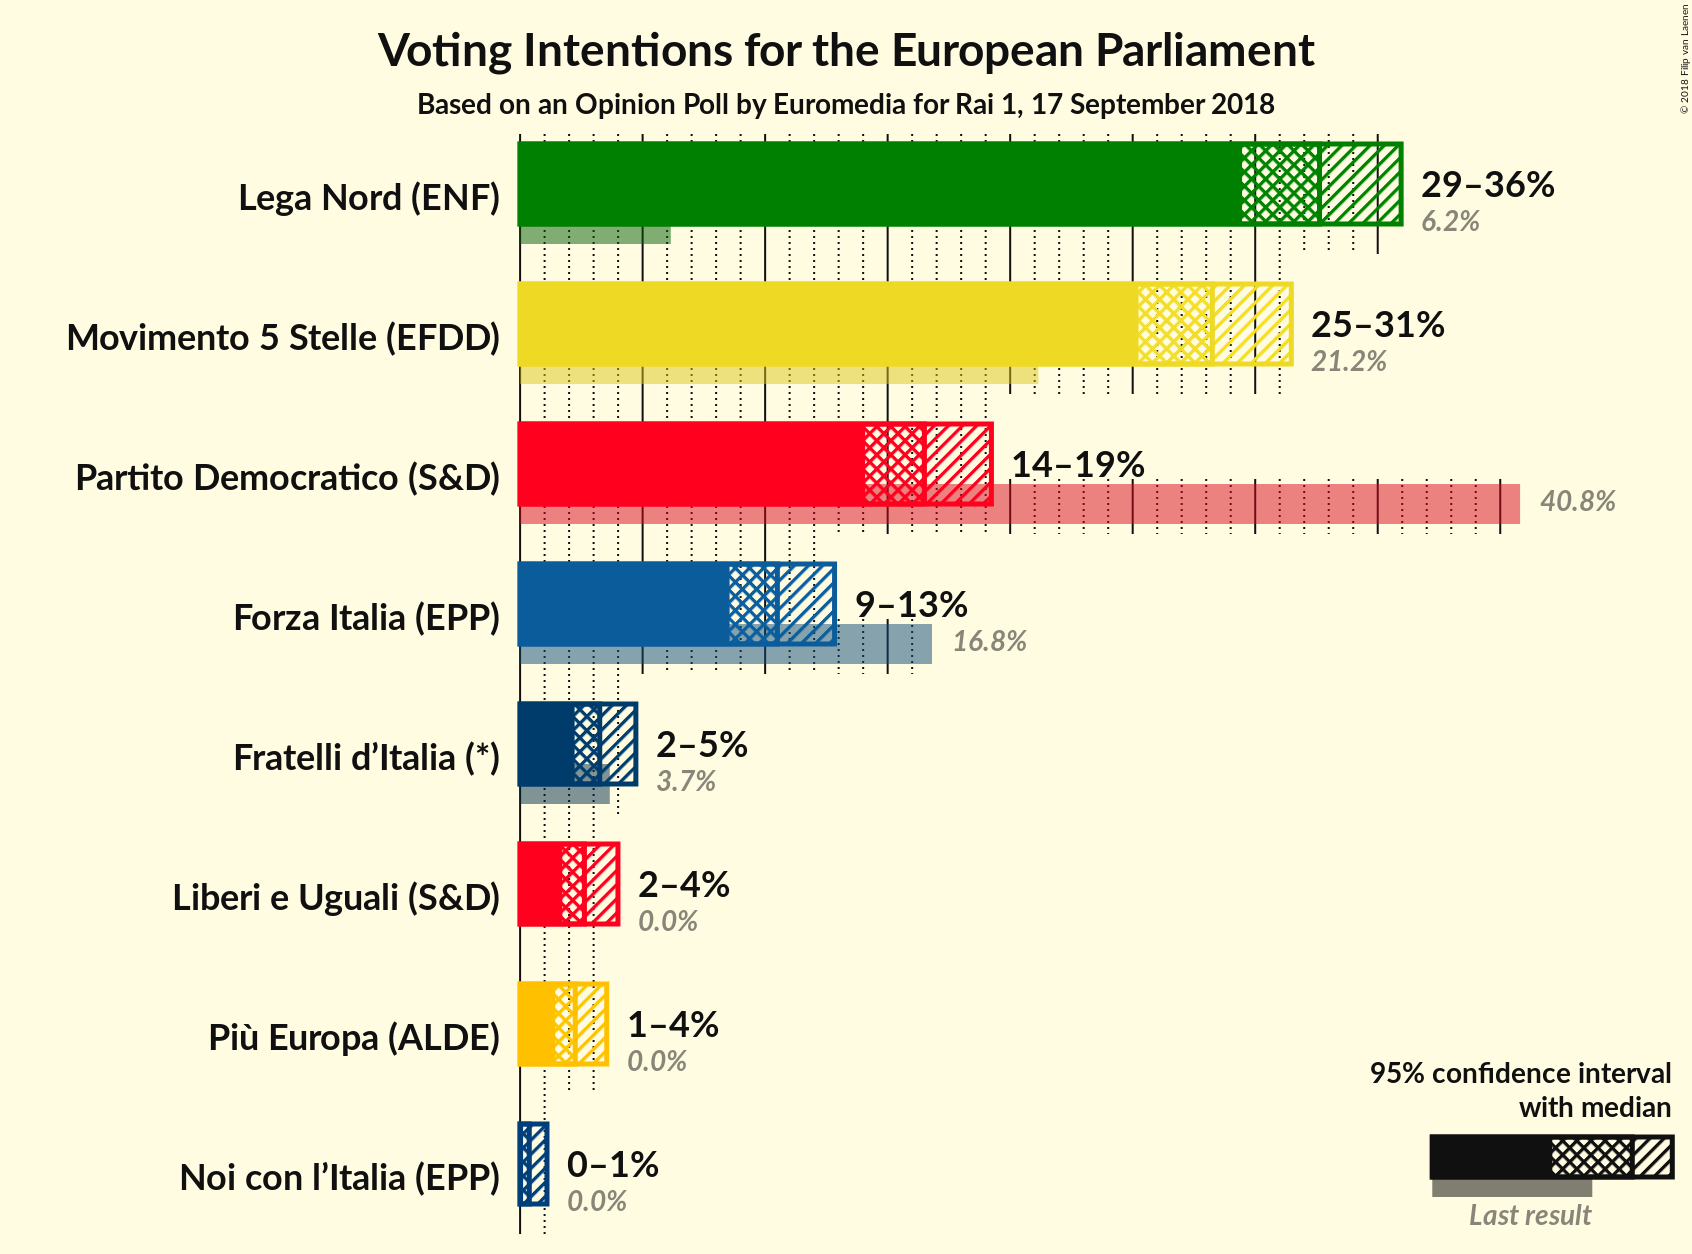 Voting Intentions for the European Parliament
Based on an Opinion Poll by Euromedia for Rai 1, 17 September 2018
© 2018 Filip van Laenen
Lega Nord (ENF)
29–36%
6.2%
Movimento 5 Stelle (EFDD)
25–31%
21.2%
Partito Democratico (S&D)
14–19%
40.8%
Forza Italia (EPP)
9–13%
16.8%
Fratelli d’Italia (*)
2–5%
3.7%
Liberi e Uguali (S&D)
2–4%
0.0%
Più Europa (ALDE)
1–4%
0.0%
Noi con l’Italia (EPP)
0–1%
0.0%
95% confidence interval
with median
Last result